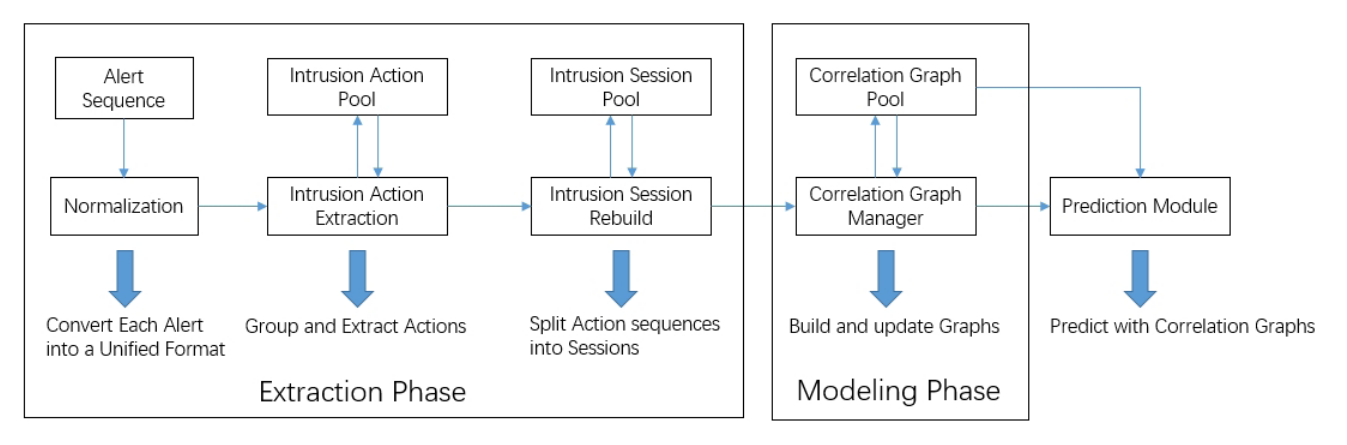 Alert
Sequence
Intrusion Action
Pool
Intrusion Session
Pool
Correlation Graph
Pool
Normalization
Intrusion Action
Extraction
Intrusion Session
Rebuild
Correlation Graph
Manager
Prediction Module
Convert Each Alert
into a Unified Format
Group and Extract Actions
Split Action sequences
into Sessions
Build and update Graphs
Predict with Correlation Graphs
Extraction Phase
Modeling Phase